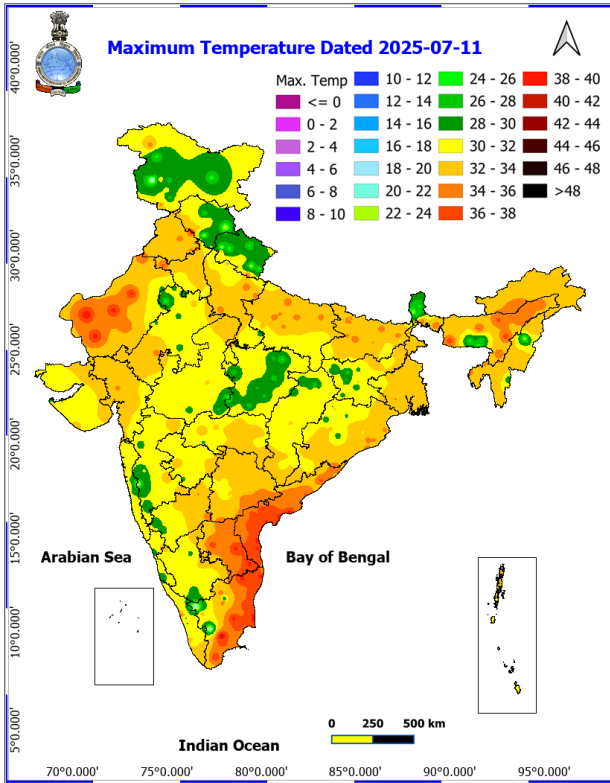 Maximum Temperature Dated 2025-07-11
Max. Temp
<= 0
0 - 2
2 - 4
4 - 6
6 - 8
8 - 10
10 - 12
12 - 14
14 - 16
16 - 18
18 - 20
20 - 22
22 - 24
24 - 26
26 - 28
28 - 30
30 - 32
32 - 34
34 - 36
36 - 38
38 - 40
40 - 42
42 - 44
44 - 46
46 - 48
>48
40°0.000'
35°0.000'
30°0.000'
25°0.000'
20°0.000'
15°0.000'
10°0.000'
5°0.000'
Arabian Sea
Bay of Bengal
0 250 500 km
Indian Ocean
70°0.000' 75°0.000' 80°0.000' 85°0.000' 90°0.000' 95°0.000'